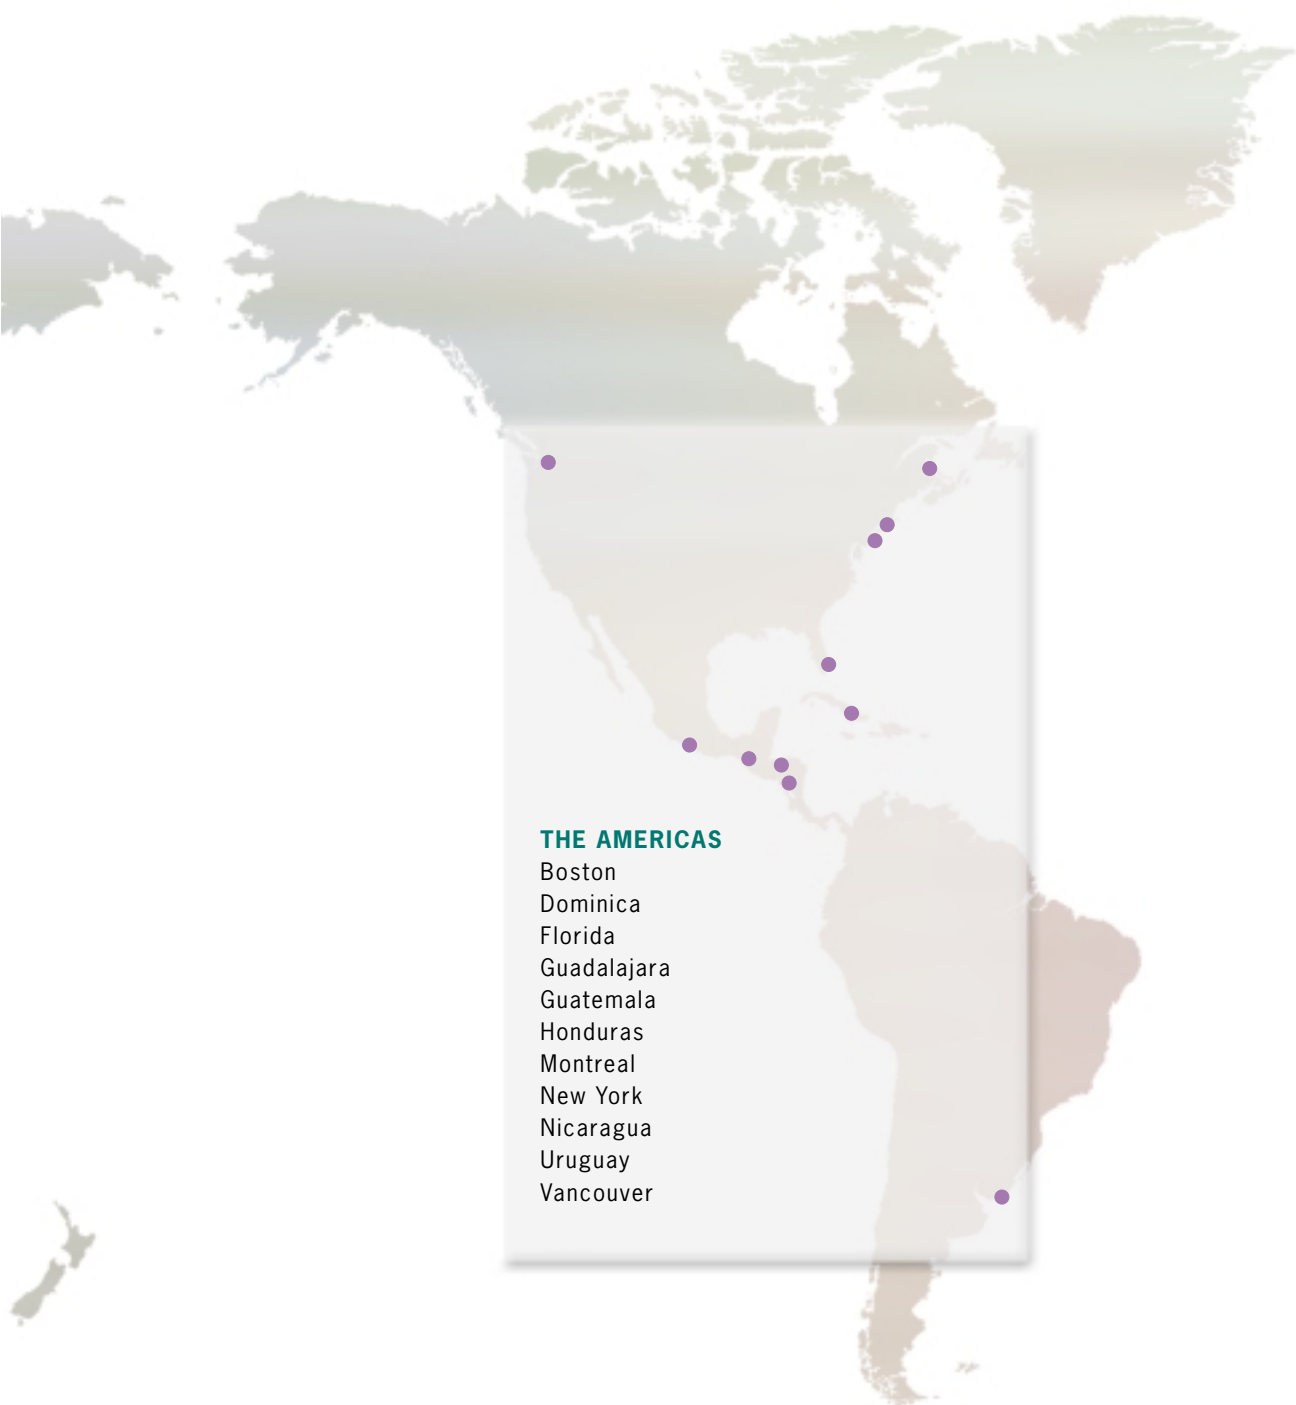 THE AMERICAS
Boston
Dominica
Florida
Guadalajara
Guatemala
Honduras
Montreal
New York
Nicaragua
Uruguay
Vancouver